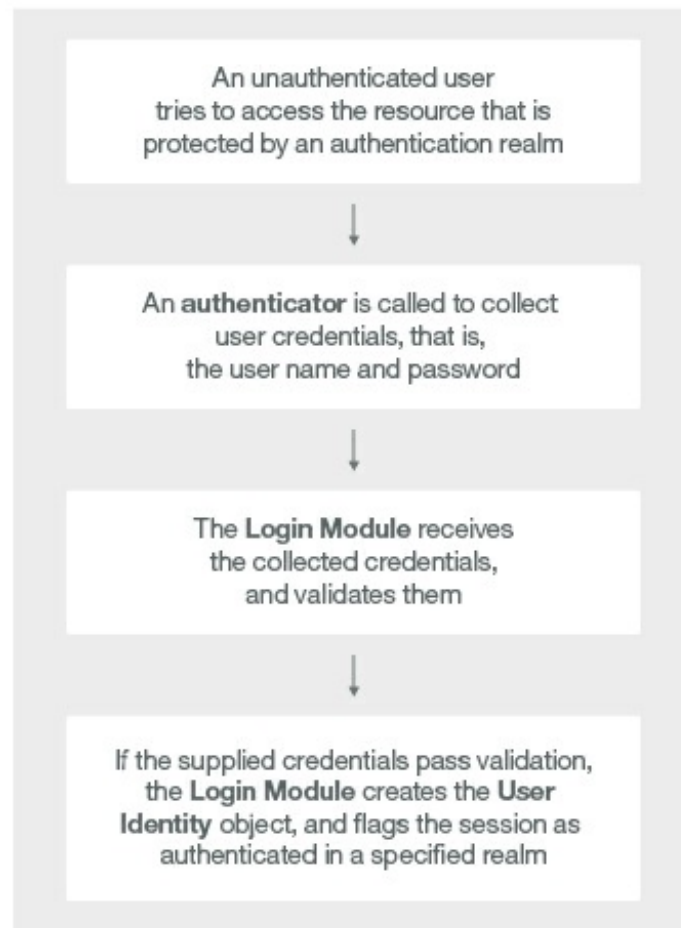 An unauthenticated user
tries to access the resource that is
protected by an authentication realm
An authenticator is called to collect
user credentials, that is,
the user name and password
The Login Module receives
the collected credentials,
and validates them
If the supplied credentials pass validation,
the Login Module creates the User
Identity object, and flags the session as
authenticated in a specified realm